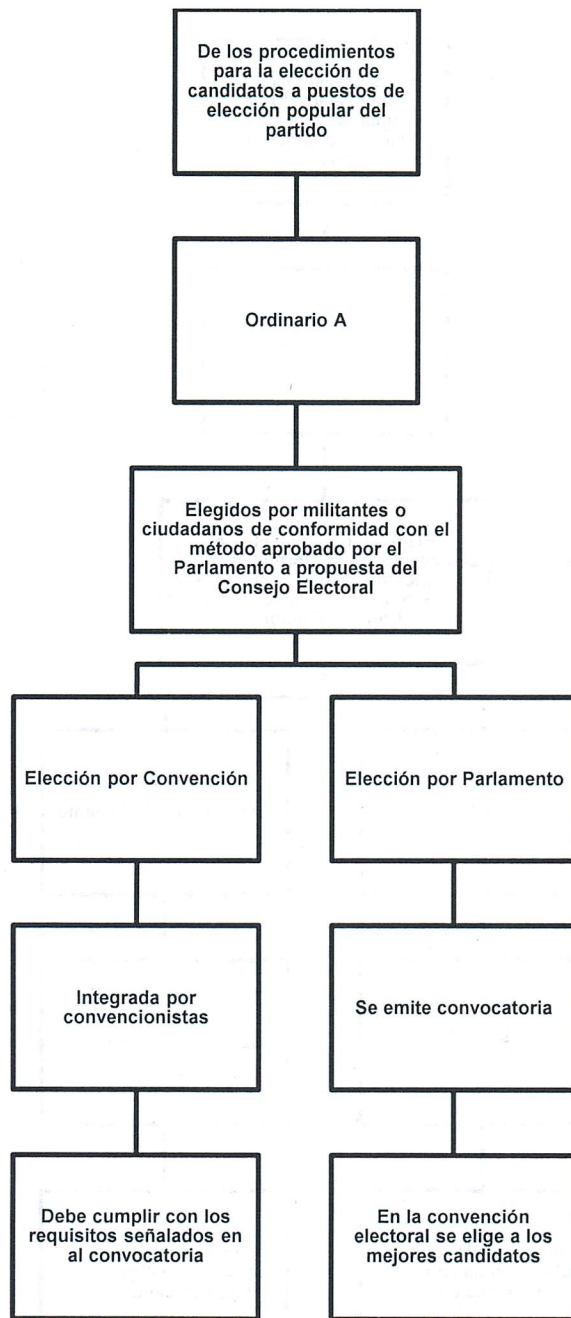 De los procedimientos
para la elección de
candidatos a puestos de
elección popular del
partido
Ordinario A
Elegidos por militantes o
ciudadanos de conformidad con el
método aprobado por el
Parlamento a propuesta del
Consejo Electoral
Elección por Convención
Elección por Parlamento
Integrada por
convencionistas
Se emite convocatoria
Debe cumplir con los
requisitos señalados en
al convocatoria
En la convención
electoral se elige a los
mejores candidatos